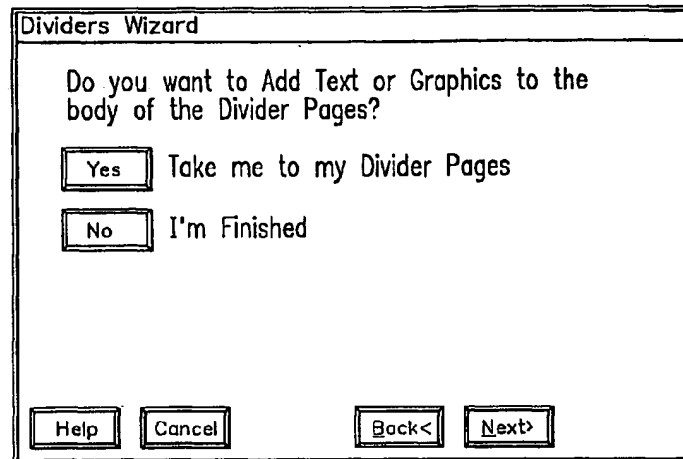 Dividers Wizard
Do you want to Add Text or Graphics to the
body of the Divider Pages?
Yes Take me to my Divider Pages
No I'm Finished
Help Cancel Back< Next>